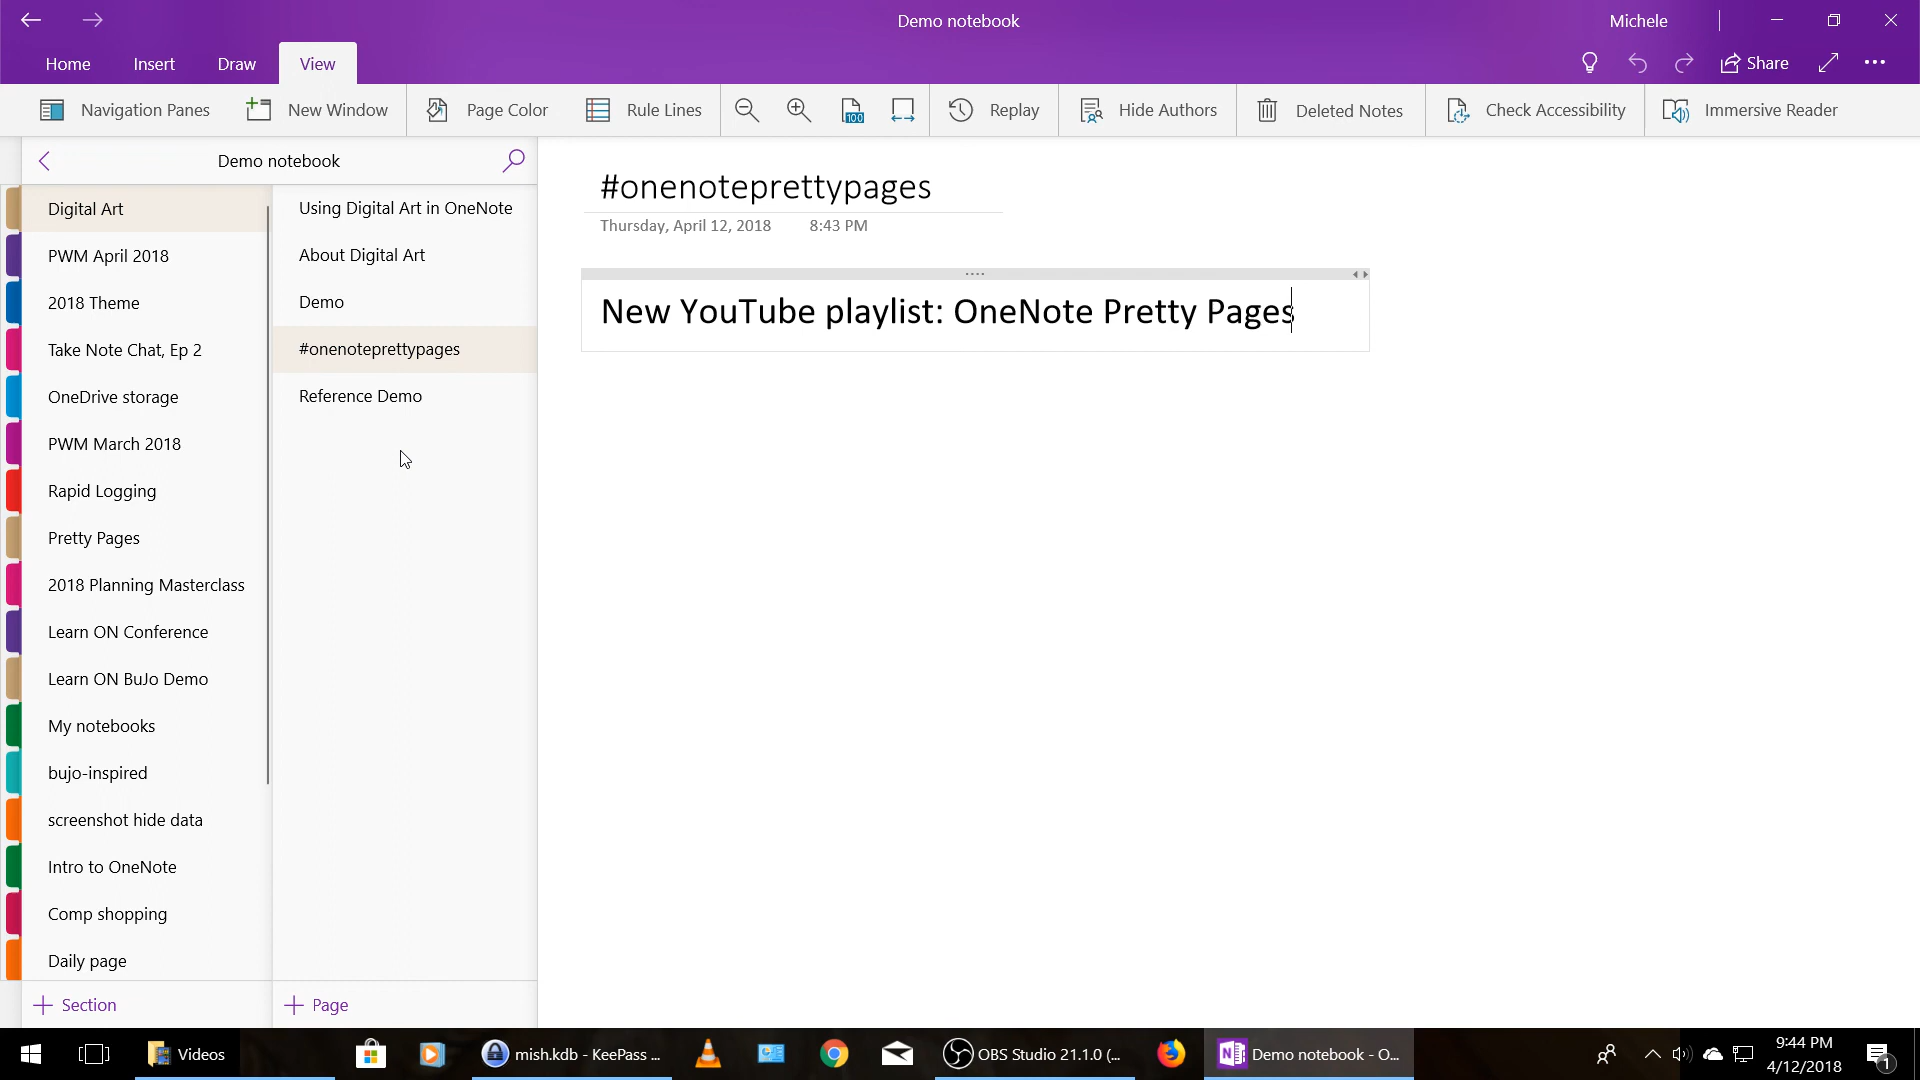 Demo notebook
Michele
Home Insert Draw View
Share
Navigation Panes New Window Page Color Rule Lines 100 Replay Hide Authors Deleted Notes Check Accessibility Immersive Reader
Demo notebook
Digital Art
PWM April 2018
2018 Theme
Take Note Chat, Ep 2
OneDrive storage
PWM March 2018
Rapid Logging
Pretty Pages
2018 Planning Masterclass
Learn ON Conference
Learn ON BuJo Demo
My notebooks
bujo-inspired
screenshot hide data
Intro to OneNote
Comp shopping
Daily page
Section
Using Digital Art in OneNote
About Digital Art
Demo
#onenoteprettypages
Reference Demo
Page
#onenoteprettypages
Thursday, April 12, 2018 8:43 PM
New YouTube playlist: OneNote Pretty Pages
Videos
mish.kdb - KeePass ...
OBS Studio 21.1.0 (...
N
Demo notebook - O...
9:44 PM
4/12/2018
1